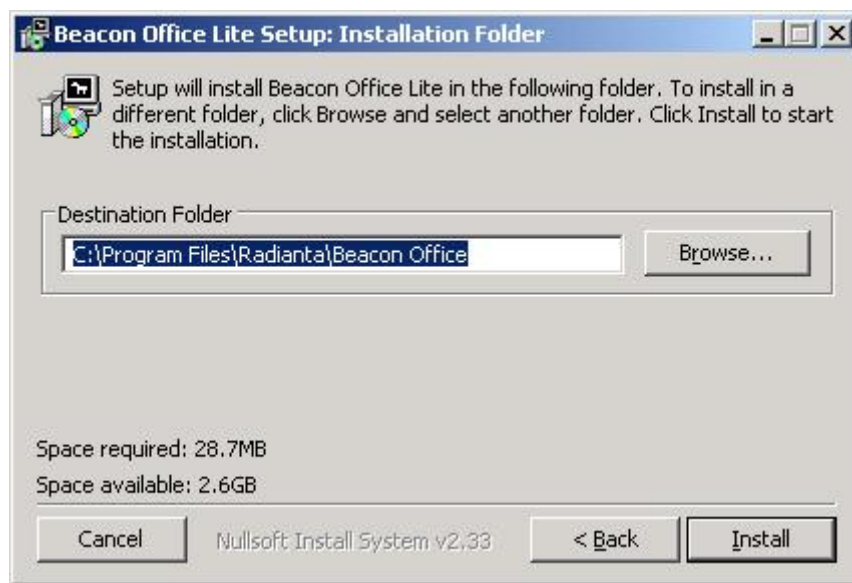 Beacon Office Lite Setup: Installation Folder
Setup will install Beacon Office Lite in the following folder. To install in a
different folder, click Browse and select another folder. Click Install to start
the installation.
Destination Folder
C:\Program Files\Radianta\Beacon Office
Browse...
Space required: 28.7MB
Space available: 2.6GB
Cancel
Nullsoft Install System v2.33
< Back
Install